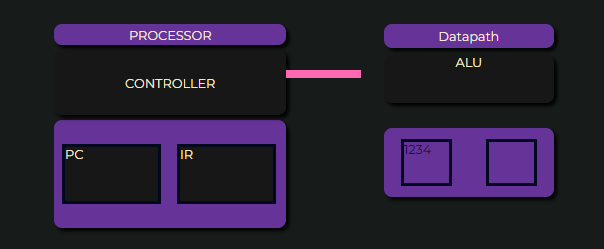 PROCESSOR
CONTROLLER
PC
IR
Datapath
ALU
1234